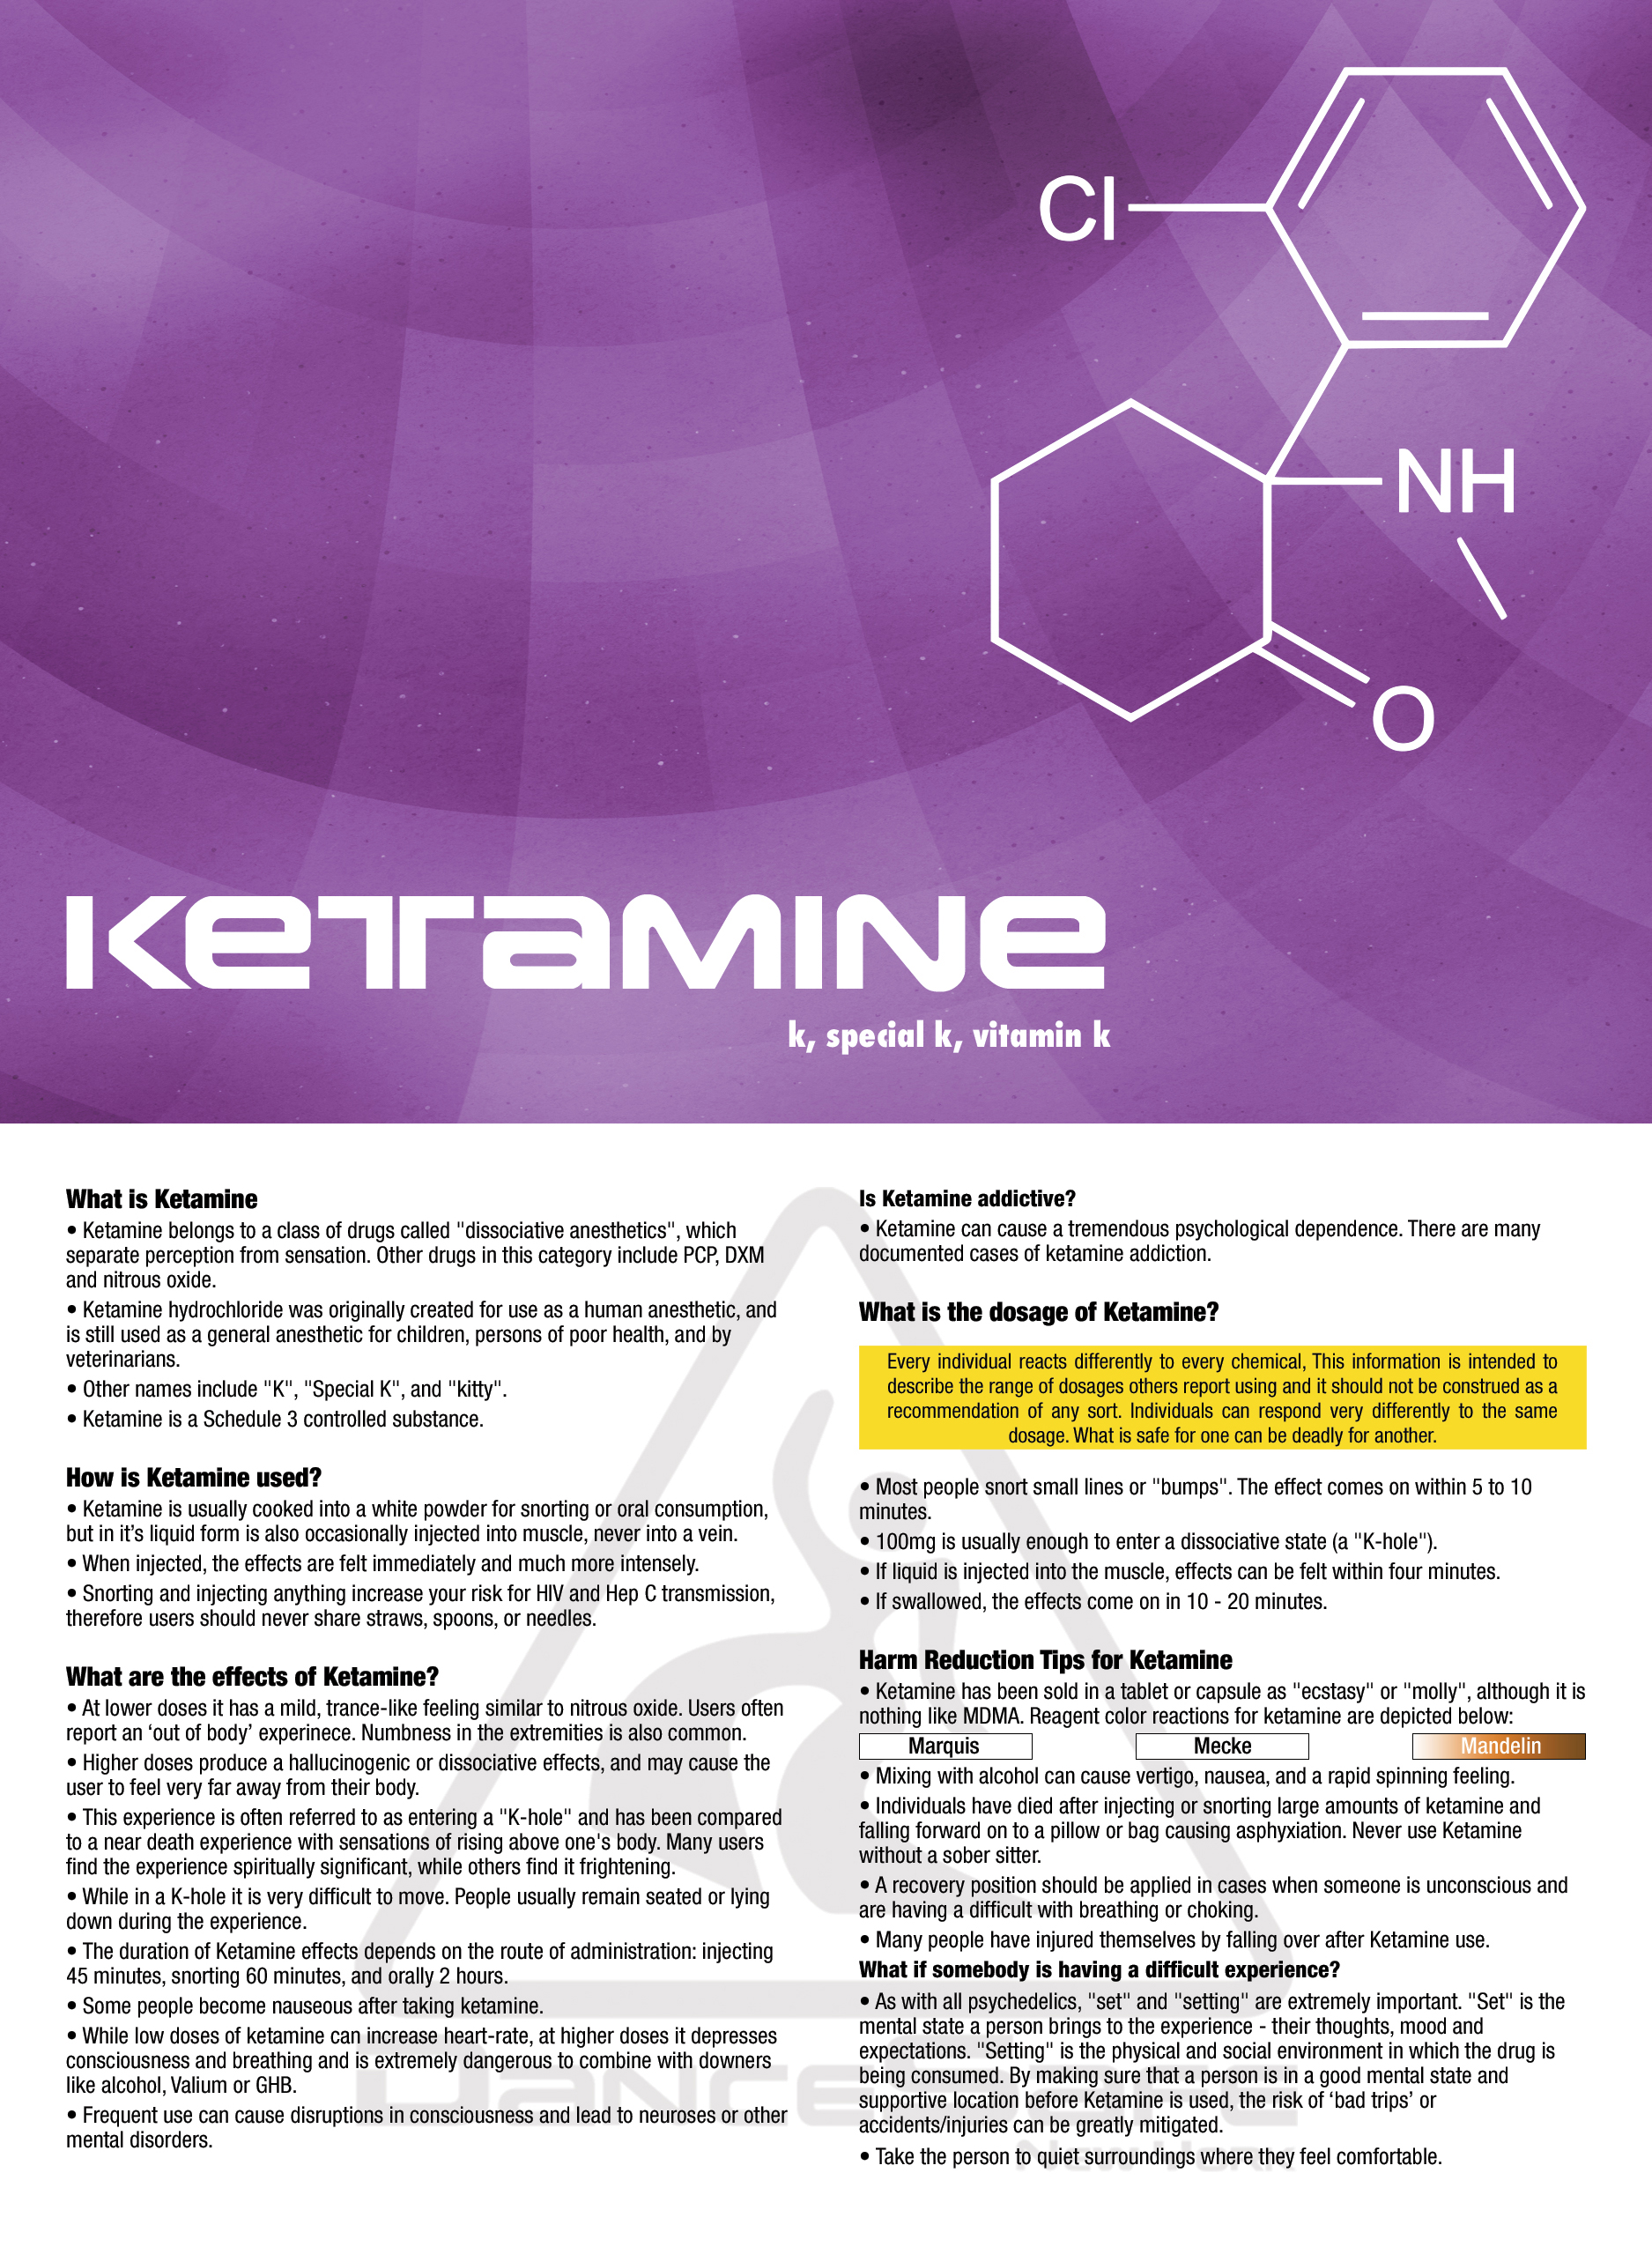 Cl
NH
O
KETAMINE
k, special k, vitamin k
What is Ketamine
• Ketamine belongs to a class of drugs called "dissociative anesthetics", which
separate perception from sensation. Other drugs in this category include PCP, DXM
and nitrous oxide.
• Ketamine hydrochloride was originally created for use as a human anesthetic, and
is still used as a general anesthetic for children, persons of poor health, and by
veterinarians.
• Other names include "K", "Special K", and "kitty".
• Ketamine is a Schedule 3 controlled substance.
How is Ketamine used?
• Ketamine is usually cooked into a white powder for snorting or oral consumption,
but in it’s liquid form is also occasionally injected into muscle, never into a vein.
• When injected, the effects are felt immediately and much more intensely.
• Snorting and injecting anything increase your risk for HIV and Hep C transmission,
therefore users should never share straws, spoons, or needles.
What are the effects of Ketamine?
• At lower doses it has a mild, trance-like feeling similar to nitrous oxide. Users often
report an ‘out of body’ experinece. Numbness in the extremities is also common.
• Higher doses produce a hallucinogenic or dissociative effects, and may cause the
user to feel very far away from their body.
• This experience is often referred to as entering a "K-hole" and has been compared
to a near death experience with sensations of rising above one's body. Many users
find the experience spiritually significant, while others find it frightening.
• While in a K-hole it is very difficult to move. People usually remain seated or lying
down during the experience.
• The duration of Ketamine effects depends on the route of administration: injecting
45 minutes, snorting 60 minutes, and orally 2 hours.
• Some people become nauseous after taking ketamine.
• While low doses of ketamine can increase heart-rate, at higher doses it depresses
consciousness and breathing and is extremely dangerous to combine with downers
like alcohol, Valium or GHB.
• Frequent use can cause disruptions in consciousness and lead to neuroses or other
mental disorders.
Is Ketamine addictive?
• Ketamine can cause a tremendous psychological dependence. There are many
documented cases of ketamine addiction.
What is the dosage of Ketamine?
Every individual reacts differently to every chemical, This information is intended to
describe the range of dosages others report using and it should not be construed as a
recommendation of any sort. Individuals can respond very differently to the same
dosage. What is safe for one can be deadly for another.
• Most people snort small lines or "bumps". The effect comes on within 5 to 10
minutes.
• 100mg is usually enough to enter a dissociative state (a "K-hole").
• If liquid is injected into the muscle, effects can be felt within four minutes.
• If swallowed, the effects come on in 10 - 20 minutes.
Harm Reduction Tips for Ketamine
• Ketamine has been sold in a tablet or capsule as "ecstasy" or "molly", although it is
nothing like MDMA. Reagent color reactions for ketamine are depicted below:
Marquis Mecke Mandelin
• Mixing with alcohol can cause vertigo, nausea, and a rapid spinning feeling.
• Individuals have died after injecting or snorting large amounts of ketamine and
falling forward on to a pillow or bag causing asphyxiation. Never use Ketamine
without a sober sitter.
• A recovery position should be applied in cases when someone is unconscious and
are having a difficult with breathing or choking.
• Many people have injured themselves by falling over after Ketamine use.
What if somebody is having a difficult experience?
• As with all psychedelics, "set" and "setting" are extremely important. "Set" is the
mental state a person brings to the experience - their thoughts, mood and
expectations. "Setting" is the physical and social environment in which the drug is
being consumed. By making sure that a person is in a good mental state and
supportive location before Ketamine is used, the risk of ‘bad trips’ or
accidents/injuries can be greatly mitigated.
• Take the person to quiet surroundings where they feel comfortable.
DanceSafe
New York